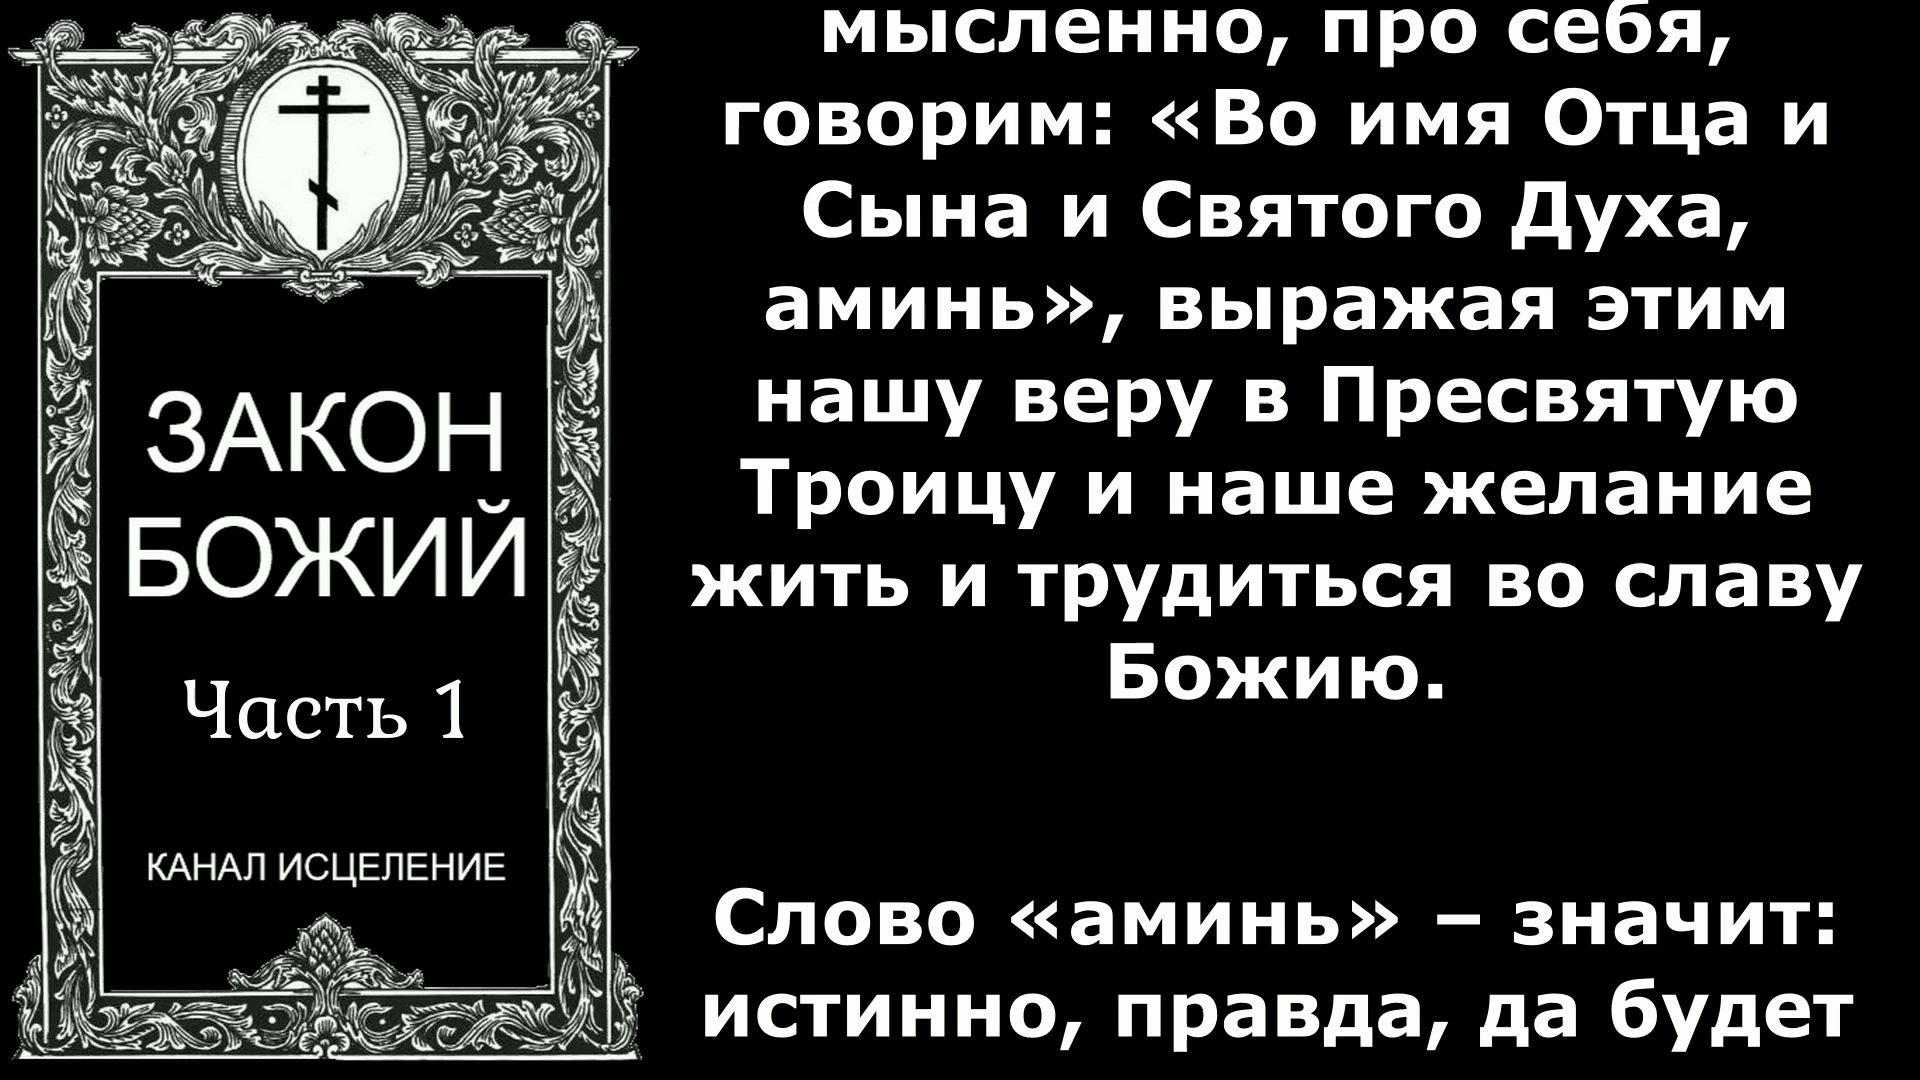 ЗАКОН
БОЖИЙ
Часть 1
КАНАЛ ИСЦЕЛЕНИЕ
мысленно, про себя,
говорим: «Во имя Отца и
Сына и Святого Духа,
аминь», выражая этим
нашу веру в Пресвятую
Троицу и наше желание
жить и трудиться во славу
Божию.
Слово «аминь» – значит:
истинно, правда, да будет